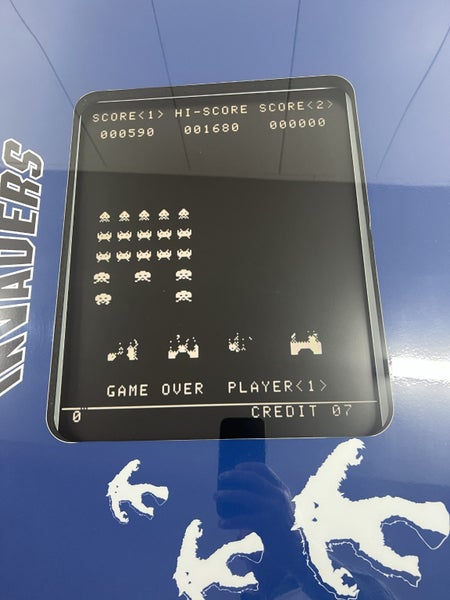 SCORE<1> HI-SCORE SCORE<2>
000590 001680 000000
INVADERS
GAME OVER PLAYER<1>
0
CREDIT 07